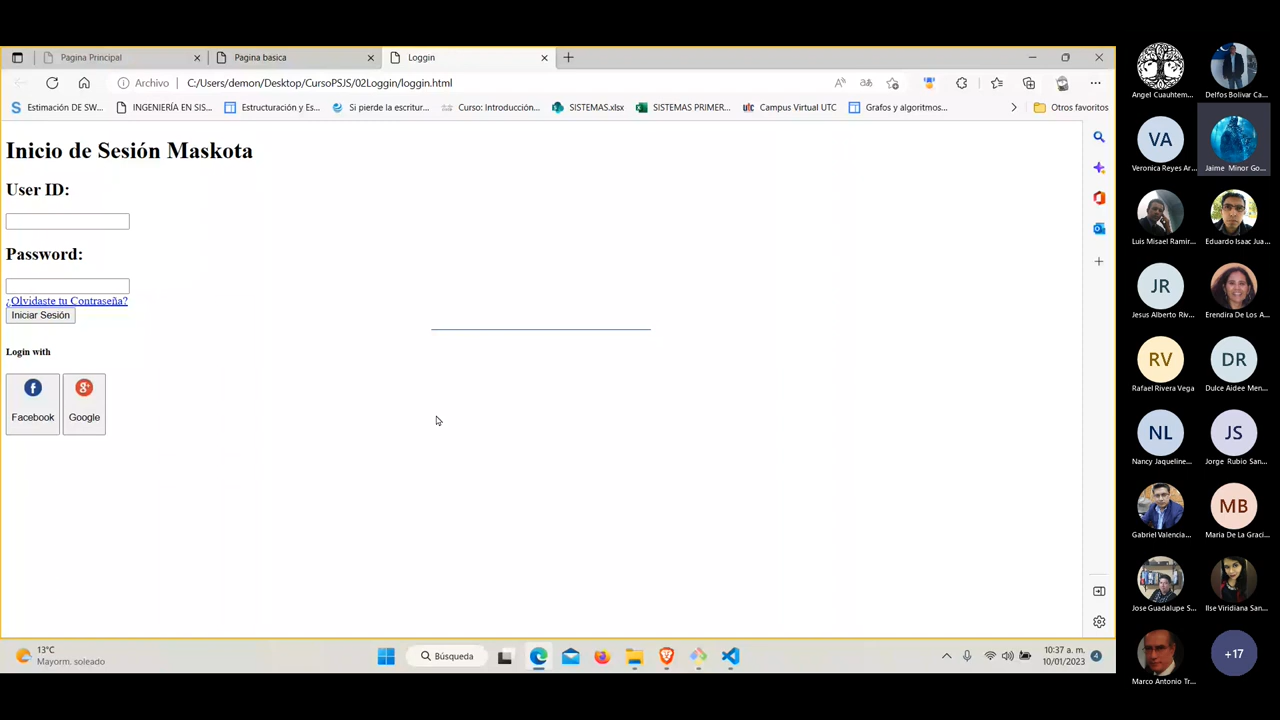 Pagina Principal
Pagina basica
Loggin
Archivo
C:/Users/demon/Desktop/CursoPSJS/02Loggin/loggin.html
Estimación DE SW...
INGENIERÍA EN SIS...
Estructuración y Es...
Si pierde la escritur...
Curso: Introducción...
SISTEMAS.xlsx
SISTEMAS PRIMER...
Campus Virtual UTC
Grafos y algoritmos...
Otros favoritos
Inicio de Sesión Maskota
User ID:
Password:
¿Olvidaste tu Contraseña?
Iniciar Sesión
Login with
Facebook
Google
13°C
Mayorm. soleado
Búsqueda
10:37 a. m.
10/01/2023
4
Angel Cuauhtem...
Delfos Bolivar Ca...
VA
Veronica Reyes Ar...
Jaime Minor Go...
Luis Misael Ramir...
Eduardo Isaac Jua...
JR
Jesus Alberto Riv...
Erendira De Los A...
RV
Rafael Rivera Vega
DR
Dulce Aidee Men...
NL
Nancy Jaqueline...
JS
Jorge Rubio San...
Gabriel Valencia...
MB
Maria De La Graci...
Jose Guadalupe S...
Ilse Viridiana San...
Marco Antonio Tr...
+17